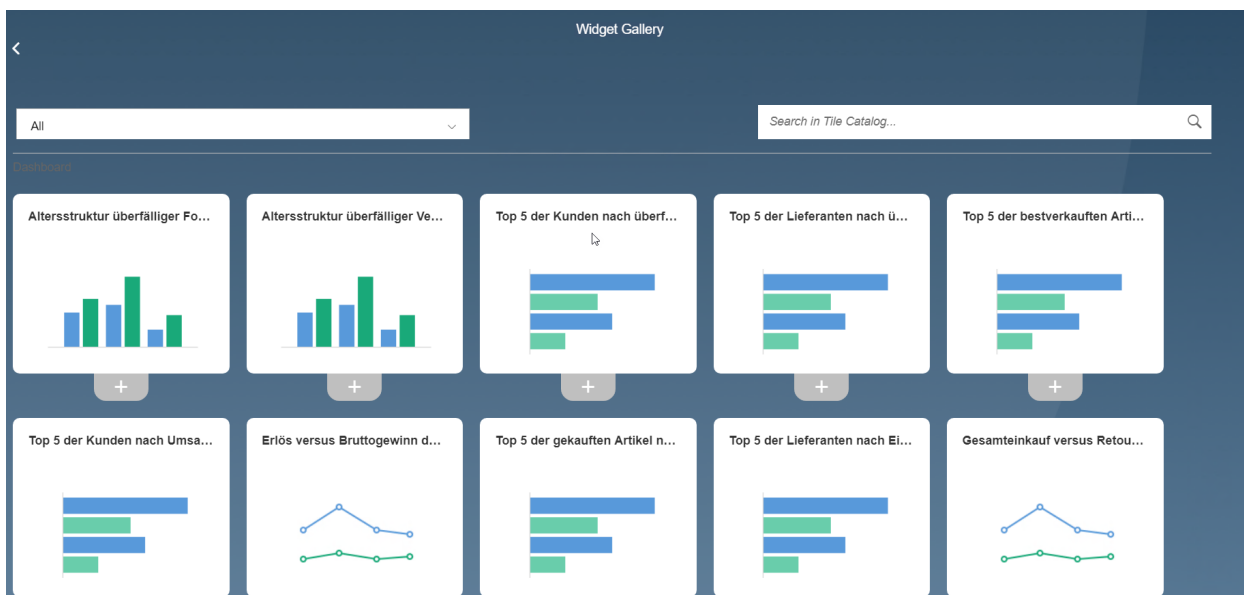 Widget Gallery
All
Search in Tile Catalog...
Dashboard
Altersstruktur überfälliger Fo...
Altersstruktur überfälliger Ve...
Top 5 der Kunden nach überf...
Top 5 der Lieferanten nach ü...
Top 5 der bestverkauften Arti...
Top 5 der Kunden nach Umsa...
Erlös versus Bruttogewinn d...
Top 5 der gekauften Artikel n...
Top 5 der Lieferanten nach Ei...
Gesamteinkauf versus Retou...